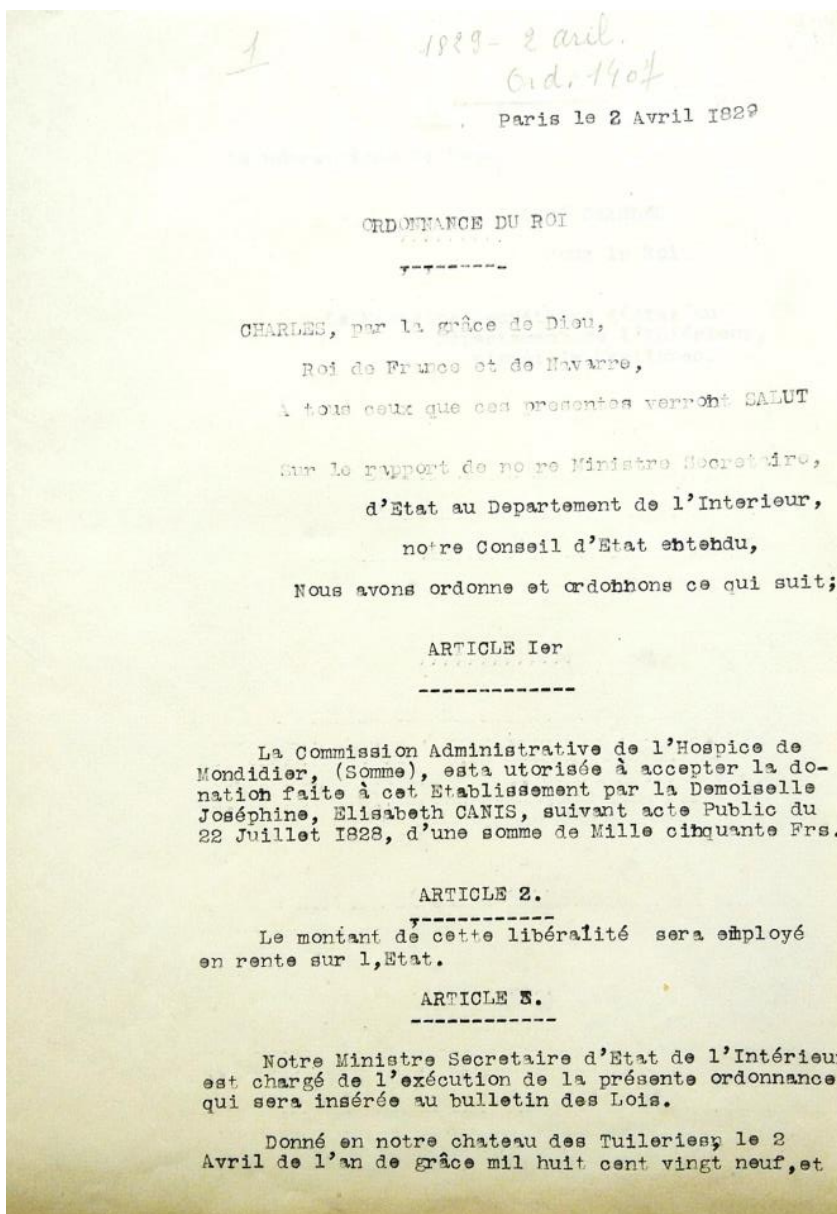 1
1829 - 2 avril.
Ord. 1407
Paris le 2 Avril I829
ORDONNANCE DU ROI
CHARLES, par la grâce de Dieu,
Roi de France et de Navarre,
A tous ceux que ces presentes verront SALUT
Sur le rapport de no re Ministre Secretaire,
d'Etat au Departement de l'Interieur,
notre Conseil d'Etat entendu,
Nous avons ordonne et ordonnons ce qui suit;
ARTICLE Ier
La Commission Administrative de l'Hospice de
Mondidier, (Somme), esta utorisée à accepter la do-
nation faite à cet Etablissement par la Demoiselle
Joséphine, Elisabeth CANIS, suivant acte Public du
22 Juillet I828, d'une somme de Mille cinquante Frs.
ARTICLE 2.
Le montant de cette libéralité sera employé
en rente sur l,Etat.
ARTICLE 3.
Notre Ministre Secretaire d'Etat de l'Intérieur
est chargé de l'exécution de la présente ordonnance
qui sera insérée au bulletin des Lois.
Donné en notre chateau des Tuileries, le 2
Avril de l'an de grâce mil huit cent vingt neuf,et